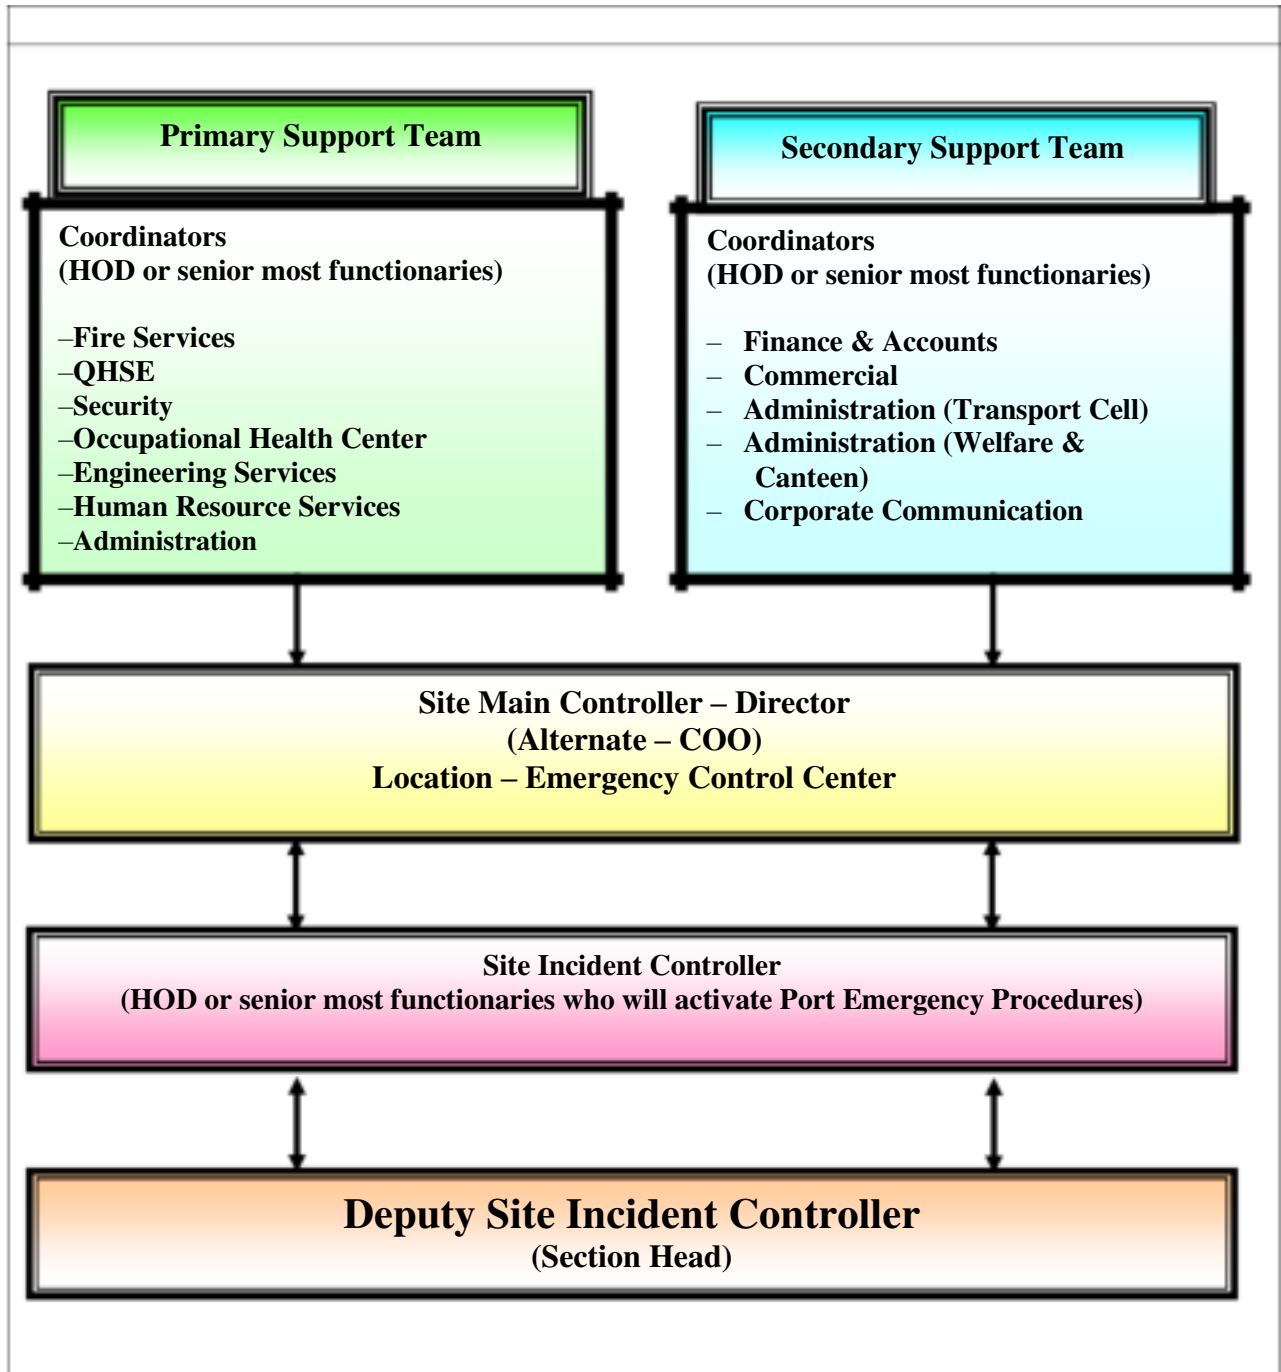 Primary Support Team
Coordinators
(HOD or senior most functionaries)
–Fire Services
–QHSE
–Security
–Occupational Health Center
–Engineering Services
–Human Resource Services
–Administration
Secondary Support Team
Coordinators
(HOD or senior most functionaries)
– Finance & Accounts
– Commercial
– Administration (Transport Cell)
– Administration (Welfare &
Canteen)
– Corporate Communication
Site Main Controller – Director
(Alternate – COO)
Location – Emergency Control Center
Site Incident Controller
(HOD or senior most functionaries who will activate Port Emergency Procedures)
Deputy Site Incident Controller
(Section Head)